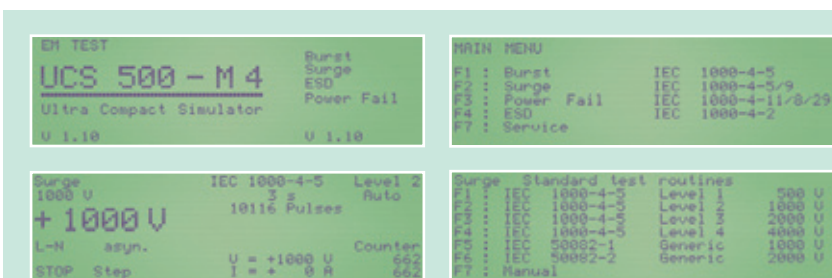 EM TEST
UCS 500 - M 4
Ultra Compact Simulator
V 1.10
Burst
Surge
ESD
Power Fail
V 1.10
MAIN MENU
F1 : Burst IEC 1000-4-5
F2 : Surge IEC 1000-4-5/9
F3 : Power Fail IEC 1000-4-11/8/29
F4 : ESD IEC 1000-4-2
F7 : Service
Surge IEC 1000-4-5 Level 2
1000 V 3 s Auto
10116 Pulses
+ 1000 V
L-N asyn. Counter
V = +1000 V 662
STOP Step I = + 0 A 662
Surge Standard test routines
F1 : IEC 1000-4-5 Level 1 500 V
F2 : IEC 1000-4-5 Level 2 1000 V
F3 : IEC 1000-4-5 Level 3 2000 V
F4 : IEC 1000-4-5 Level 4 4000 V
F5 : IEC 50082-1 Generic 1000 V
F6 : IEC 50082-2 Generic 2000 V
F7 : Manual